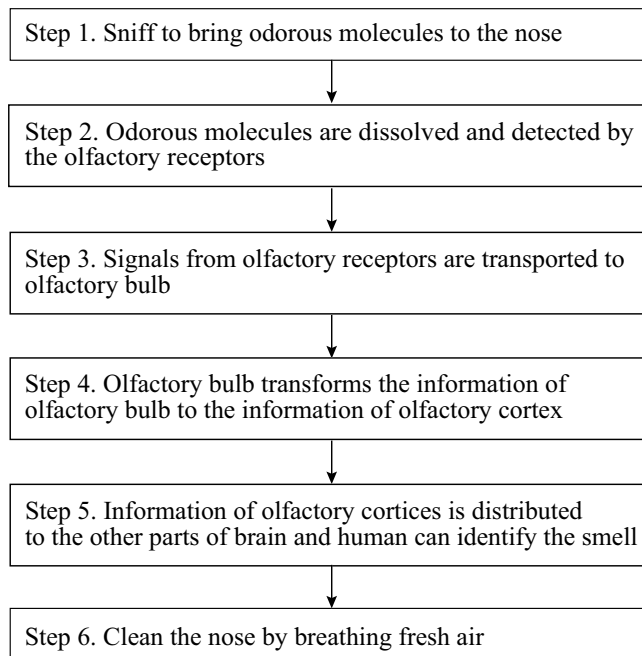 Step 1. Sniff to bring odorous molecules to the nose
Step 2. Odorous molecules are dissolved and detected by
the olfactory receptors
Step 3. Signals from olfactory receptors are transported to
olfactory bulb
Step 4. Olfactory bulb transforms the information of
olfactory bulb to the information of olfactory cortex
Step 5. Information of olfactory cortices is distributed
to the other parts of brain and human can identify the smell
Step 6. Clean the nose by breathing fresh air